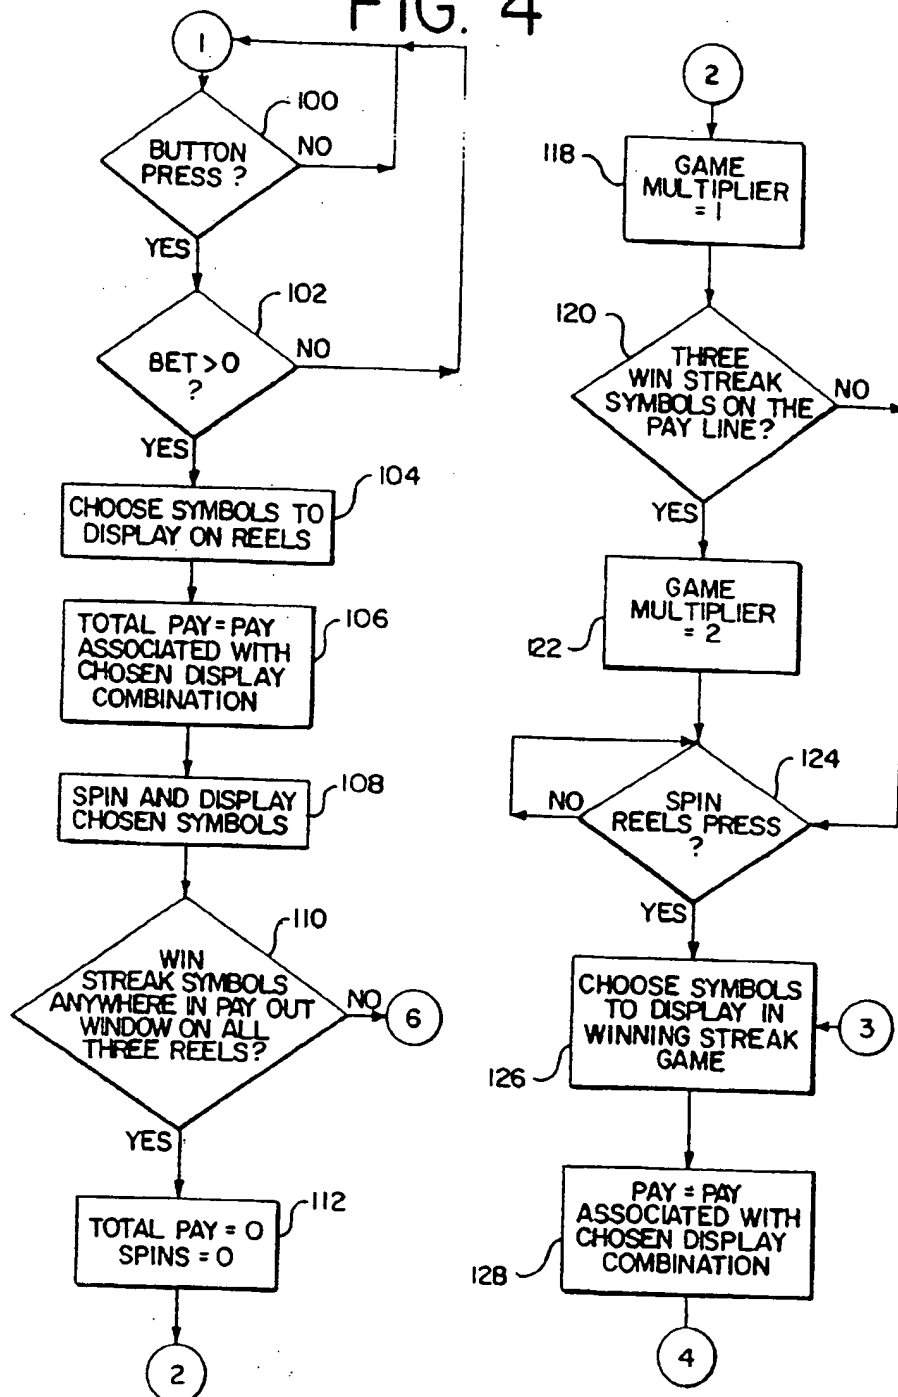 FIG. 4
1
100
BUTTON
PRESS ?
NO
YES
102
BET > 0
?
NO
YES
104
CHOOSE SYMBOLS TO
DISPLAY ON REELS
106
TOTAL PAY = PAY
ASSOCIATED WITH
CHOSEN DISPLAY
COMBINATION
108
SPIN AND DISPLAY
CHOSEN SYMBOLS
110
WIN
STREAK SYMBOLS
ANYWHERE IN PAY OUT
WINDOW ON ALL
THREE REELS?
NO
6
YES
112
TOTAL PAY = 0
SPINS = 0
2
2
118
GAME
MULTIPLIER
= 1
120
THREE
WIN STREAK
SYMBOLS ON THE
PAY LINE?
NO
YES
GAME
MULTIPLIER
= 2
122
124
SPIN
REELS PRESS
?
NO
YES
CHOOSE SYMBOLS
TO DISPLAY IN
WINNING STREAK
GAME
3
126
PAY = PAY
ASSOCIATED WITH
CHOSEN DISPLAY
COMBINATION
128
4